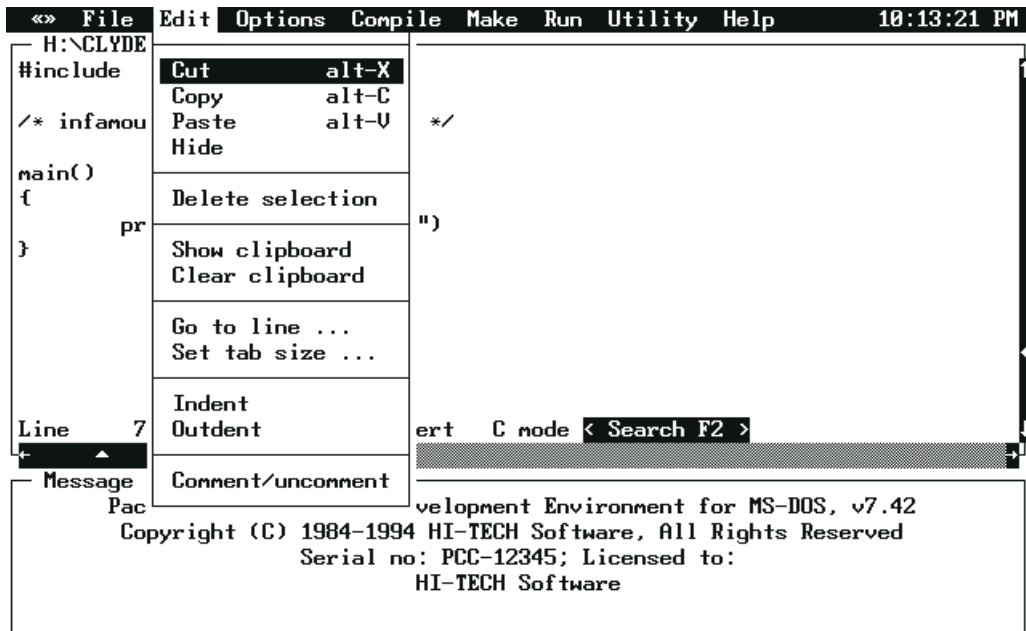 «» File Edit Options Compile Make Run Utility Help 10:13:21 PM
H:\CLYDE
#include
Cut alt-X
Copy alt-C
/* infamou
Paste alt-V
*/
Hide
main()
{
Delete selection
pr
")
}
Show clipboard
Clear clipboard
Go to line ...
Set tab size ...
Indent
Line 7
Outdent
ert C mode < Search F2 >
Message
Comment/uncomment
Pac
velopment Environment for MS-DOS, v7.42
Copyright (C) 1984-1994 HI-TECH Software, All Rights Reserved
Serial no: PCC-12345; Licensed to:
HI-TECH Software